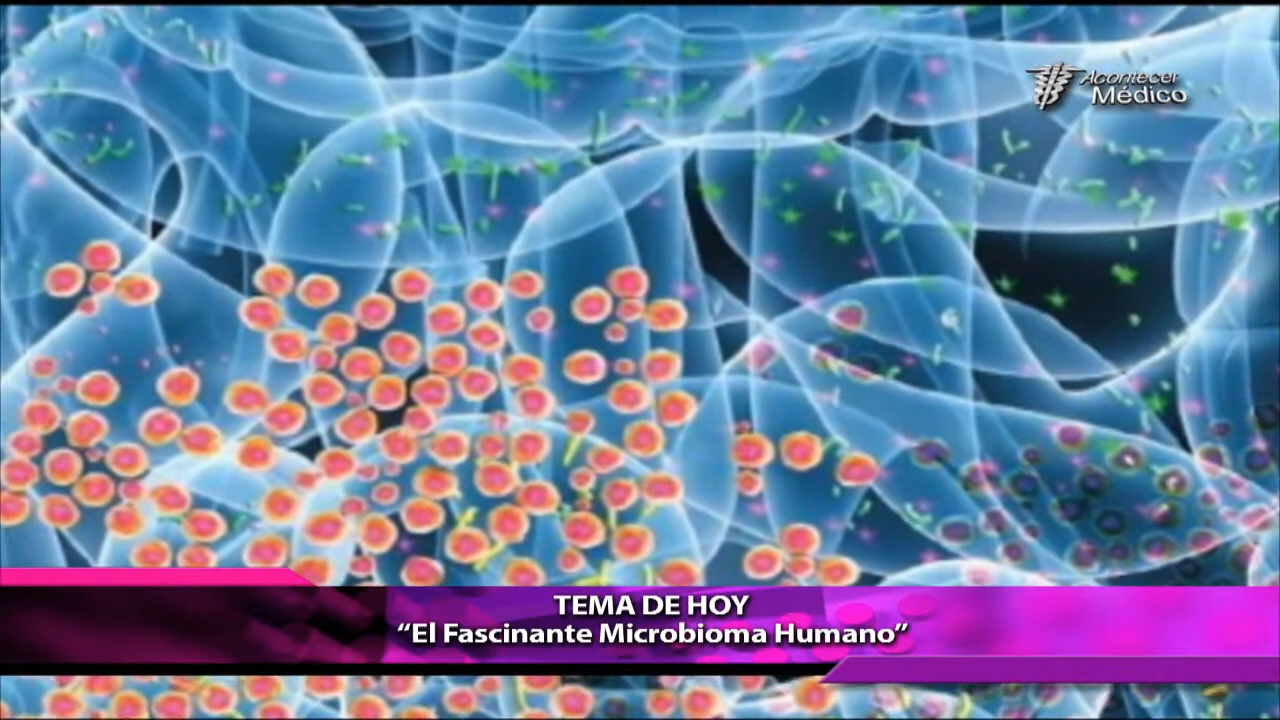 Acontecer
Médico
TEMA DE HOY
“El Fascinante Microbioma Humano”